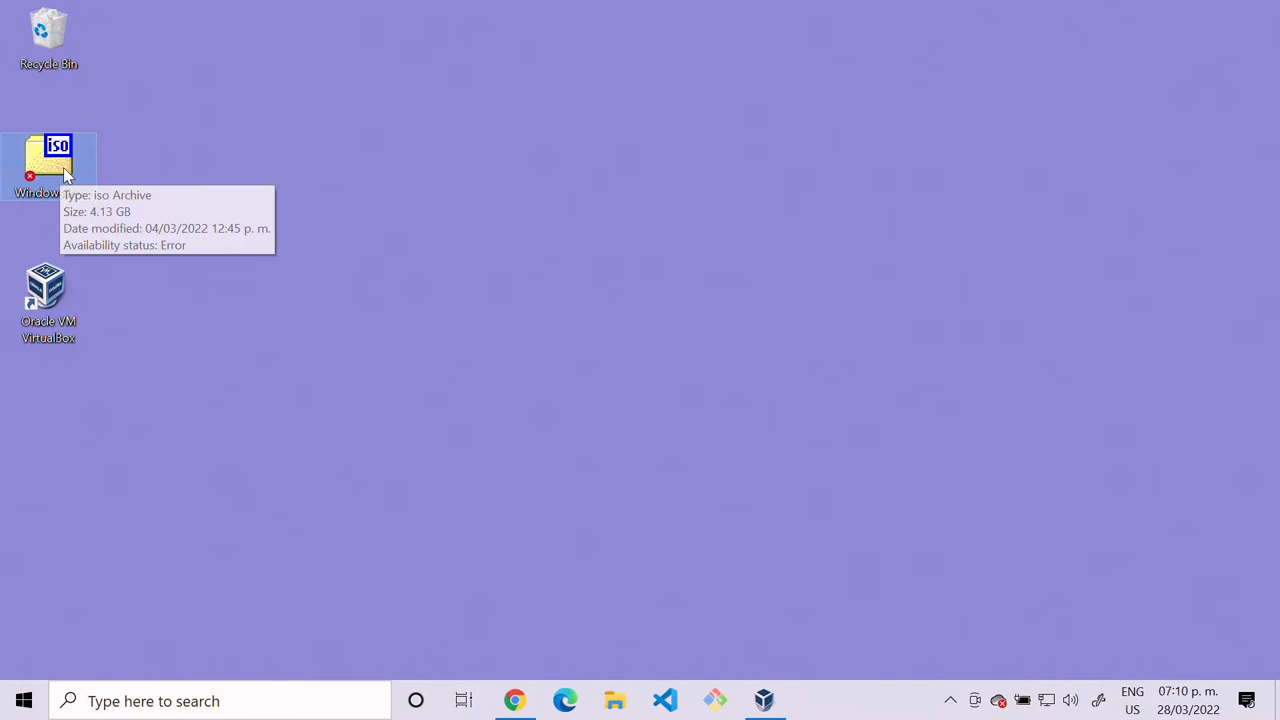 Recycle Bin
iso
Window
Type: iso Archive
Size: 4.13 GB
Date modified: 04/03/2022 12:45 p. m.
Availability status: Error
Oracle VM
VirtualBox
Type here to search
ENG
US
07:10 p. m.
28/03/2022